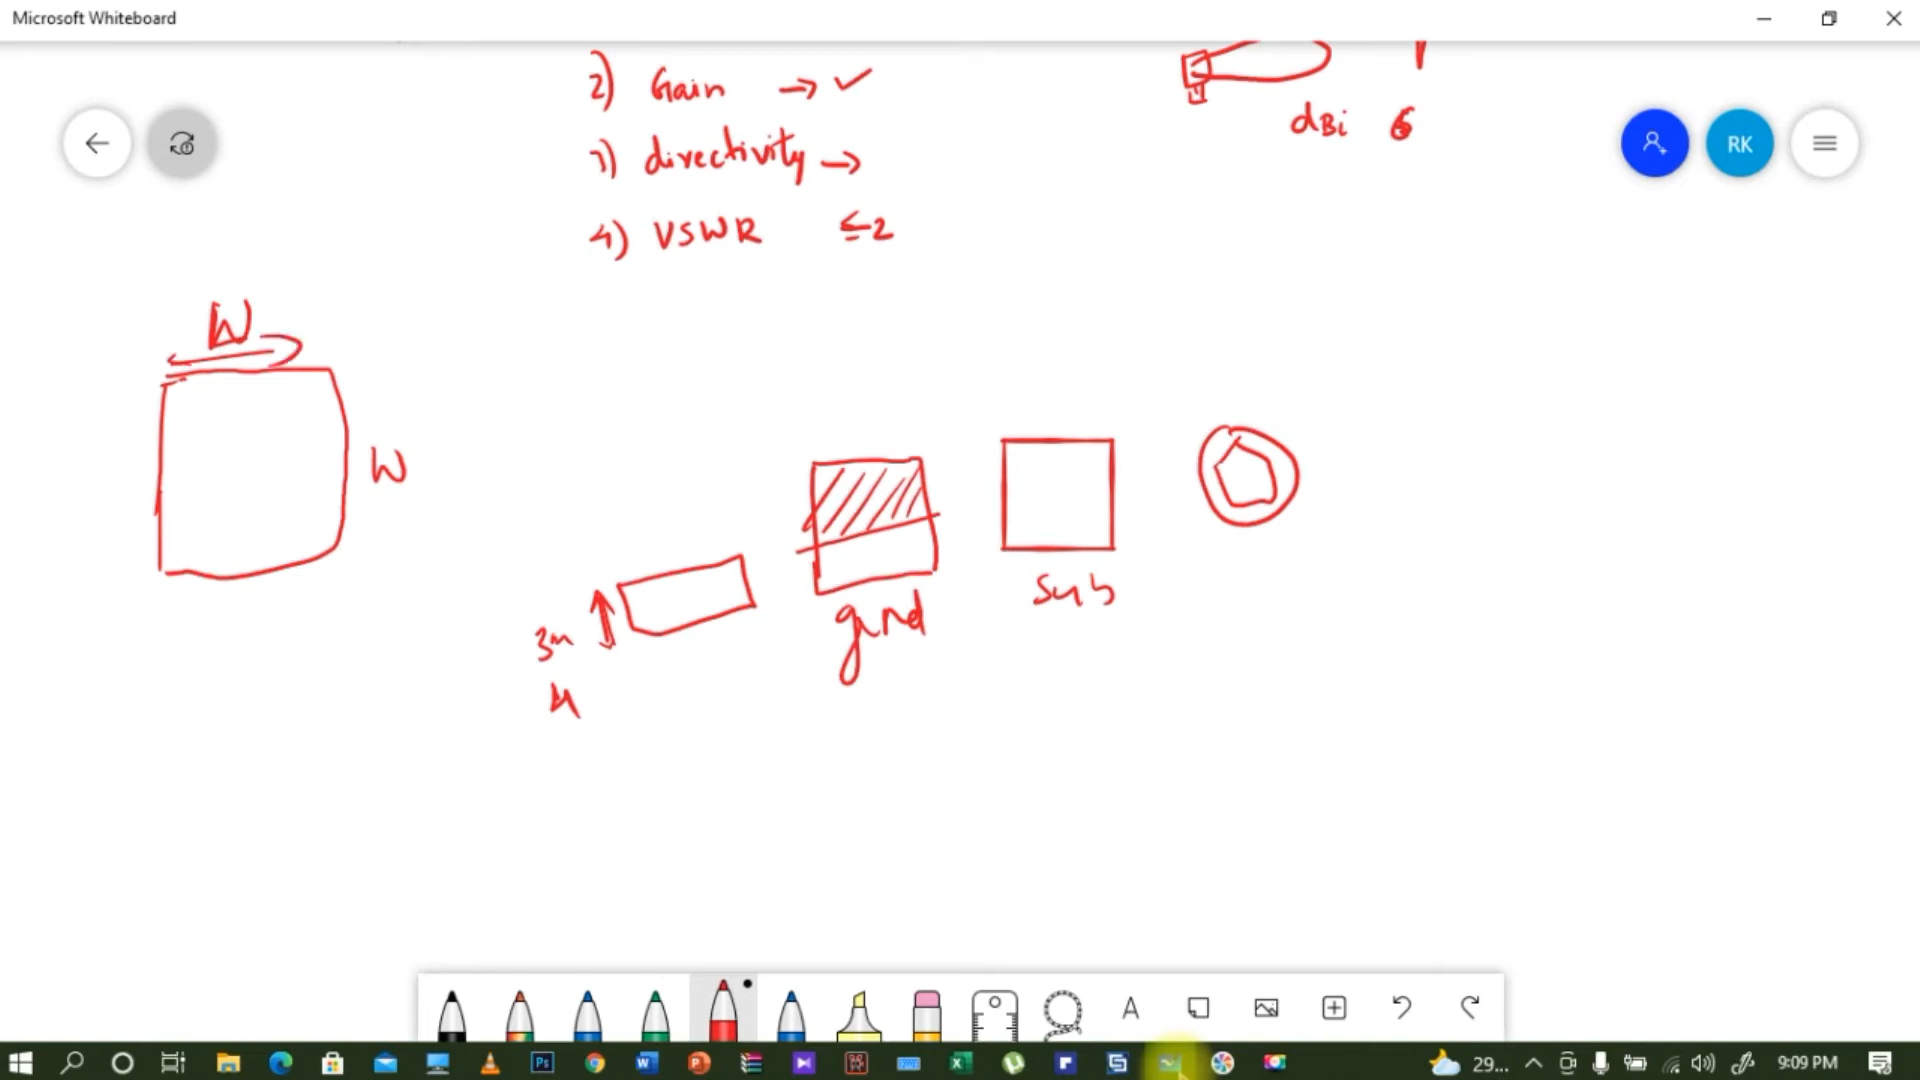 Microsoft Whiteboard
2) Gain → ✓
3) directivity →
4) VSWR ≤2
dBi 6
RK
W
W
gnd
Sub
3m
4
A
29...
9:09 PM